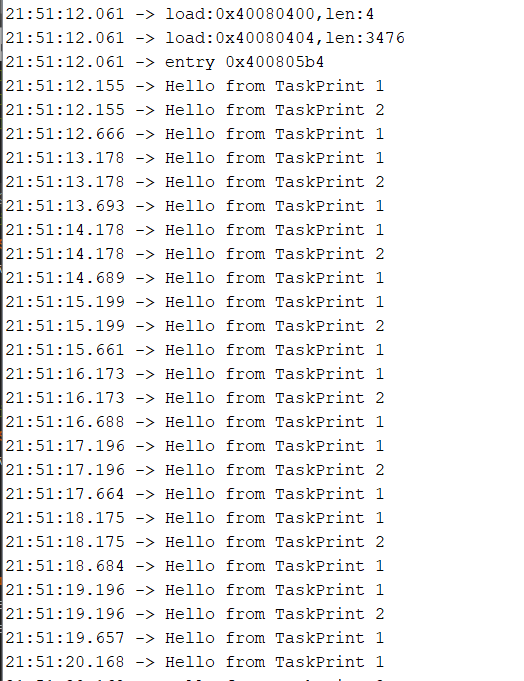 21:51:12.061 -> load:0x40080400,len:4
21:51:12.061 -> load:0x40080404,len:3476
21:51:12.061 -> entry 0x400805b4
21:51:12.155 -> Hello from TaskPrint 1
21:51:12.155 -> Hello from TaskPrint 2
21:51:12.666 -> Hello from TaskPrint 1
21:51:13.178 -> Hello from TaskPrint 1
21:51:13.178 -> Hello from TaskPrint 2
21:51:13.693 -> Hello from TaskPrint 1
21:51:14.178 -> Hello from TaskPrint 1
21:51:14.178 -> Hello from TaskPrint 2
21:51:14.689 -> Hello from TaskPrint 1
21:51:15.199 -> Hello from TaskPrint 1
21:51:15.199 -> Hello from TaskPrint 2
21:51:15.661 -> Hello from TaskPrint 1
21:51:16.173 -> Hello from TaskPrint 1
21:51:16.173 -> Hello from TaskPrint 2
21:51:16.688 -> Hello from TaskPrint 1
21:51:17.196 -> Hello from TaskPrint 1
21:51:17.196 -> Hello from TaskPrint 2
21:51:17.664 -> Hello from TaskPrint 1
21:51:18.175 -> Hello from TaskPrint 1
21:51:18.175 -> Hello from TaskPrint 2
21:51:18.684 -> Hello from TaskPrint 1
21:51:19.196 -> Hello from TaskPrint 1
21:51:19.196 -> Hello from TaskPrint 2
21:51:19.657 -> Hello from TaskPrint 1
21:51:20.168 -> Hello from TaskPrint 1